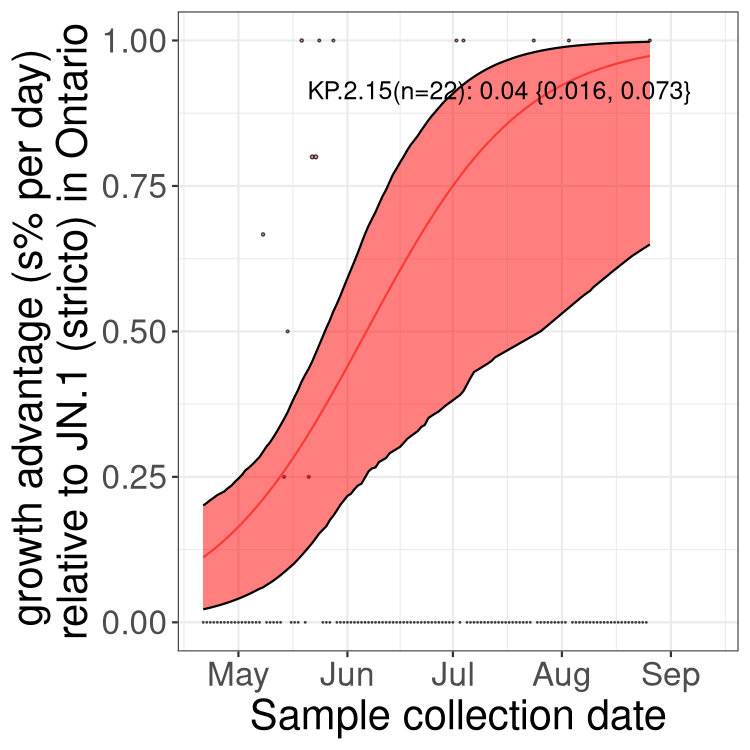 growth advantage (s% per day)
relative to JN.1 (stricto) in Ontario
1.00
0.75
0.50
0.25
0.00
KP.2.15(n=22): 0.04 {0.016, 0.073}
May Jun Jul Aug Sep
Sample collection date